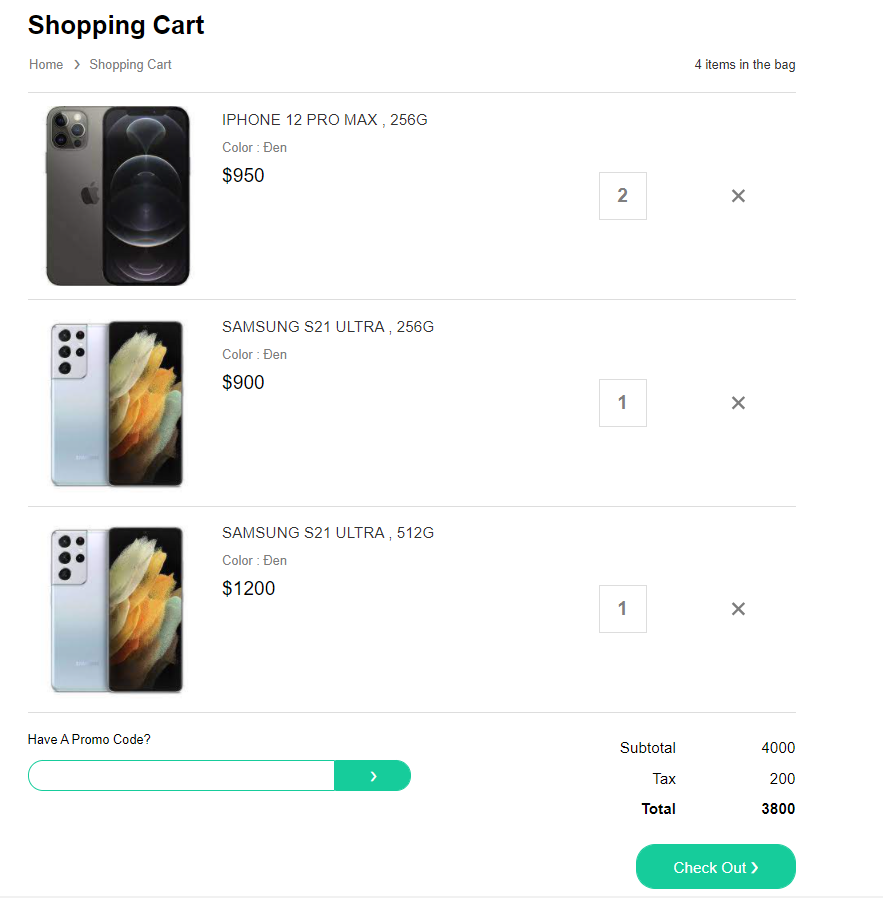 Shopping Cart
Home > Shopping Cart
4 items in the bag
IPHONE 12 PRO MAX , 256G
Color : Đen
$950
2 ×
SAMSUNG S21 ULTRA , 256G
Color : Đen
$900
1 ×
SAMSUNG S21 ULTRA , 512G
Color : Đen
$1200
1 ×
Have A Promo Code?
Subtotal 4000
Tax 200
Total 3800
Check Out >